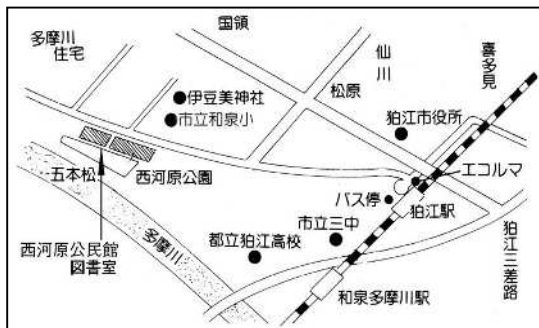 国領
多摩川
住宅
仙川
喜多見
松原
伊豆美神社
市立和泉小
狛江市役所
エコルマ
五本松
西河原公園
バス停
狛江駅
市立三中
多摩川
都立狛江高校
狛江三差路
西河原公民館
図書室
和泉多摩川駅